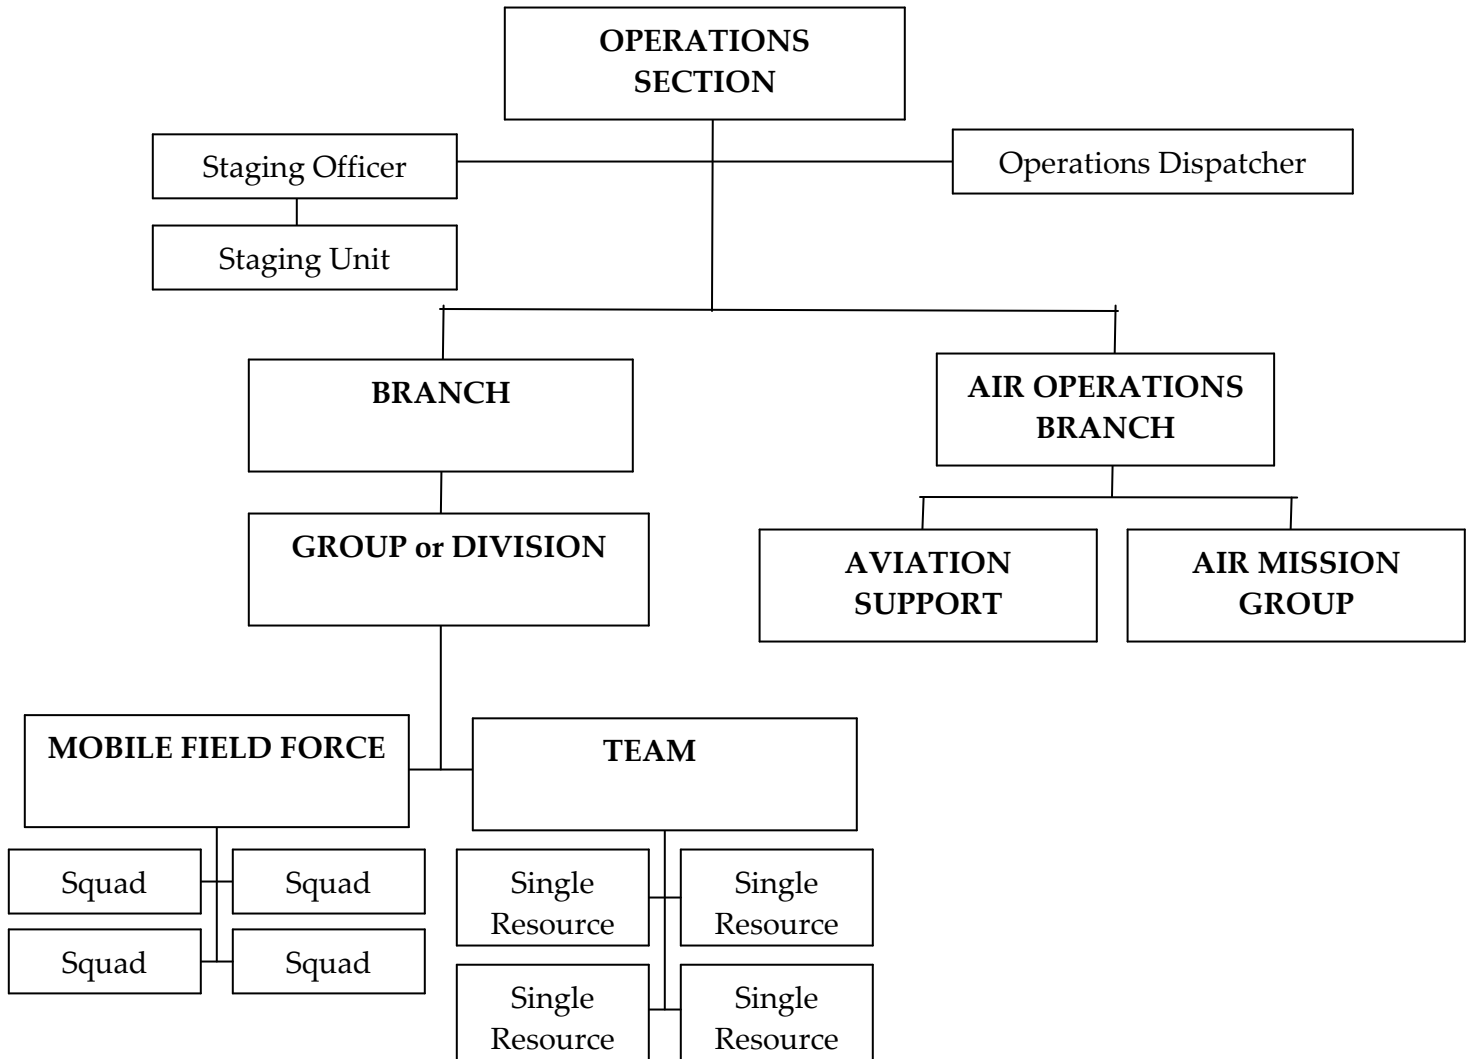 OPERATIONS
SECTION
Staging Officer
Operations Dispatcher
Staging Unit
BRANCH
AIR OPERATIONS
BRANCH
GROUP or DIVISION
AVIATION
SUPPORT
AIR MISSION
GROUP
MOBILE FIELD FORCE
TEAM
Squad
Squad
Single
Resource
Single
Resource
Squad
Squad
Single
Resource
Single
Resource